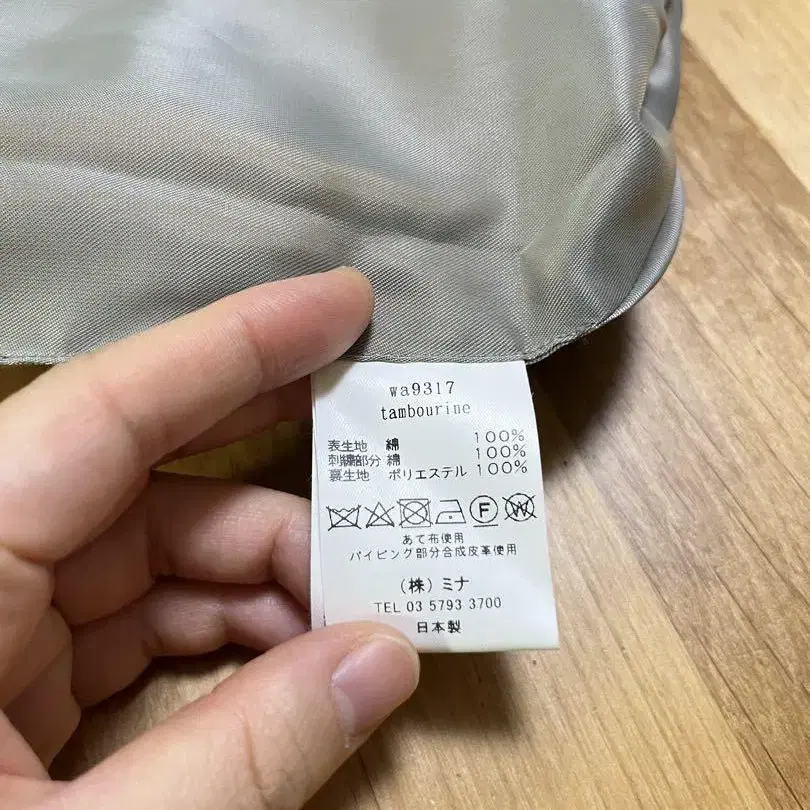 wa9317
tambourine
表生地 綿 100%
刺繍部分 綿 100%
裏生地 ポリエステル 100%
F W
あて布使用
パイピング部分合成皮革使用
(株) ミナ
TEL 03 5793 3700
日本製